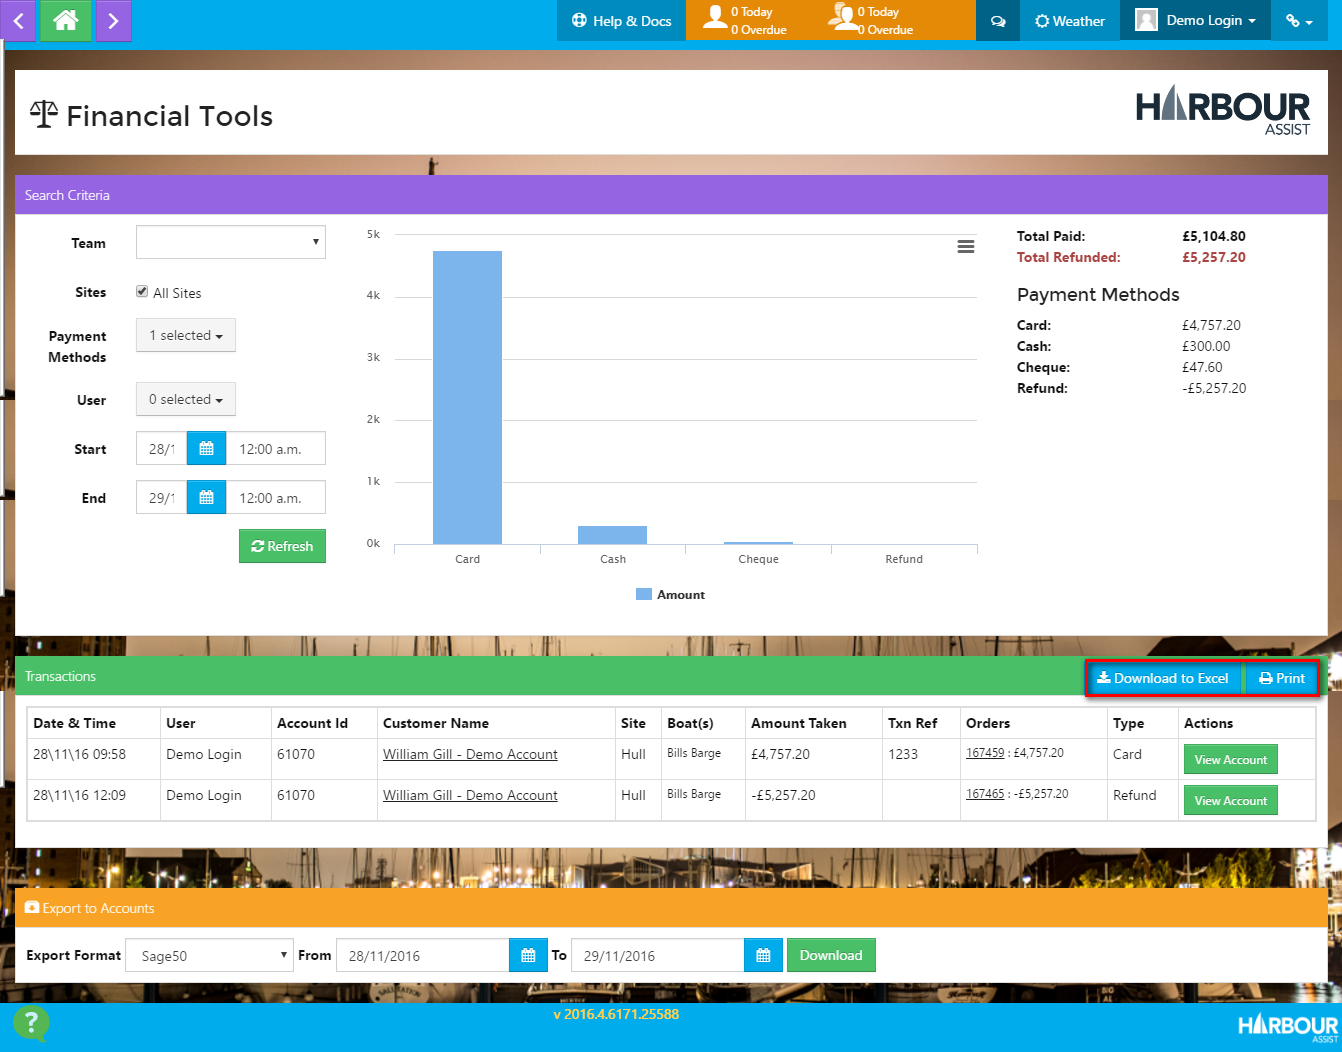 Help & Docs
0 Today
0 Overdue
0 Today
0 Overdue
Weather
Demo Login
Financial Tools
HARBOUR
ASSIST
Search Criteria
Team
Sites
All Sites
Payment
Methods
1 selected
User
0 selected
Start
28/1
12:00 a.m.
End
29/1
12:00 a.m.
Refresh
5k
4k
3k
2k
1k
0k
Card
Cash
Cheque
Refund
Amount
Total Paid: £5,104.80
Total Refunded: £5,257.20
Payment Methods
Card: £4,757.20
Cash: £300.00
Cheque: £47.60
Refund: -£5,257.20
Transactions
Download to Excel
Print
Date & Time User Account Id Customer Name Site Boat(s) Amount Taken Txn Ref Orders Type Actions
28\11\16 09:58 Demo Login 61070 William Gill - Demo Account Hull Bills Barge £4,757.20 1233 167459 : £4,757.20 Card View Account
28\11\16 12:09 Demo Login 61070 William Gill - Demo Account Hull Bills Barge -£5,257.20 167465 : -£5,257.20 Refund View Account
Export to Accounts
Export Format Sage50 From 28/11/2016 To 29/11/2016 Download
?
v 2016.4.6171.25588
HARBOUR
ASSIST